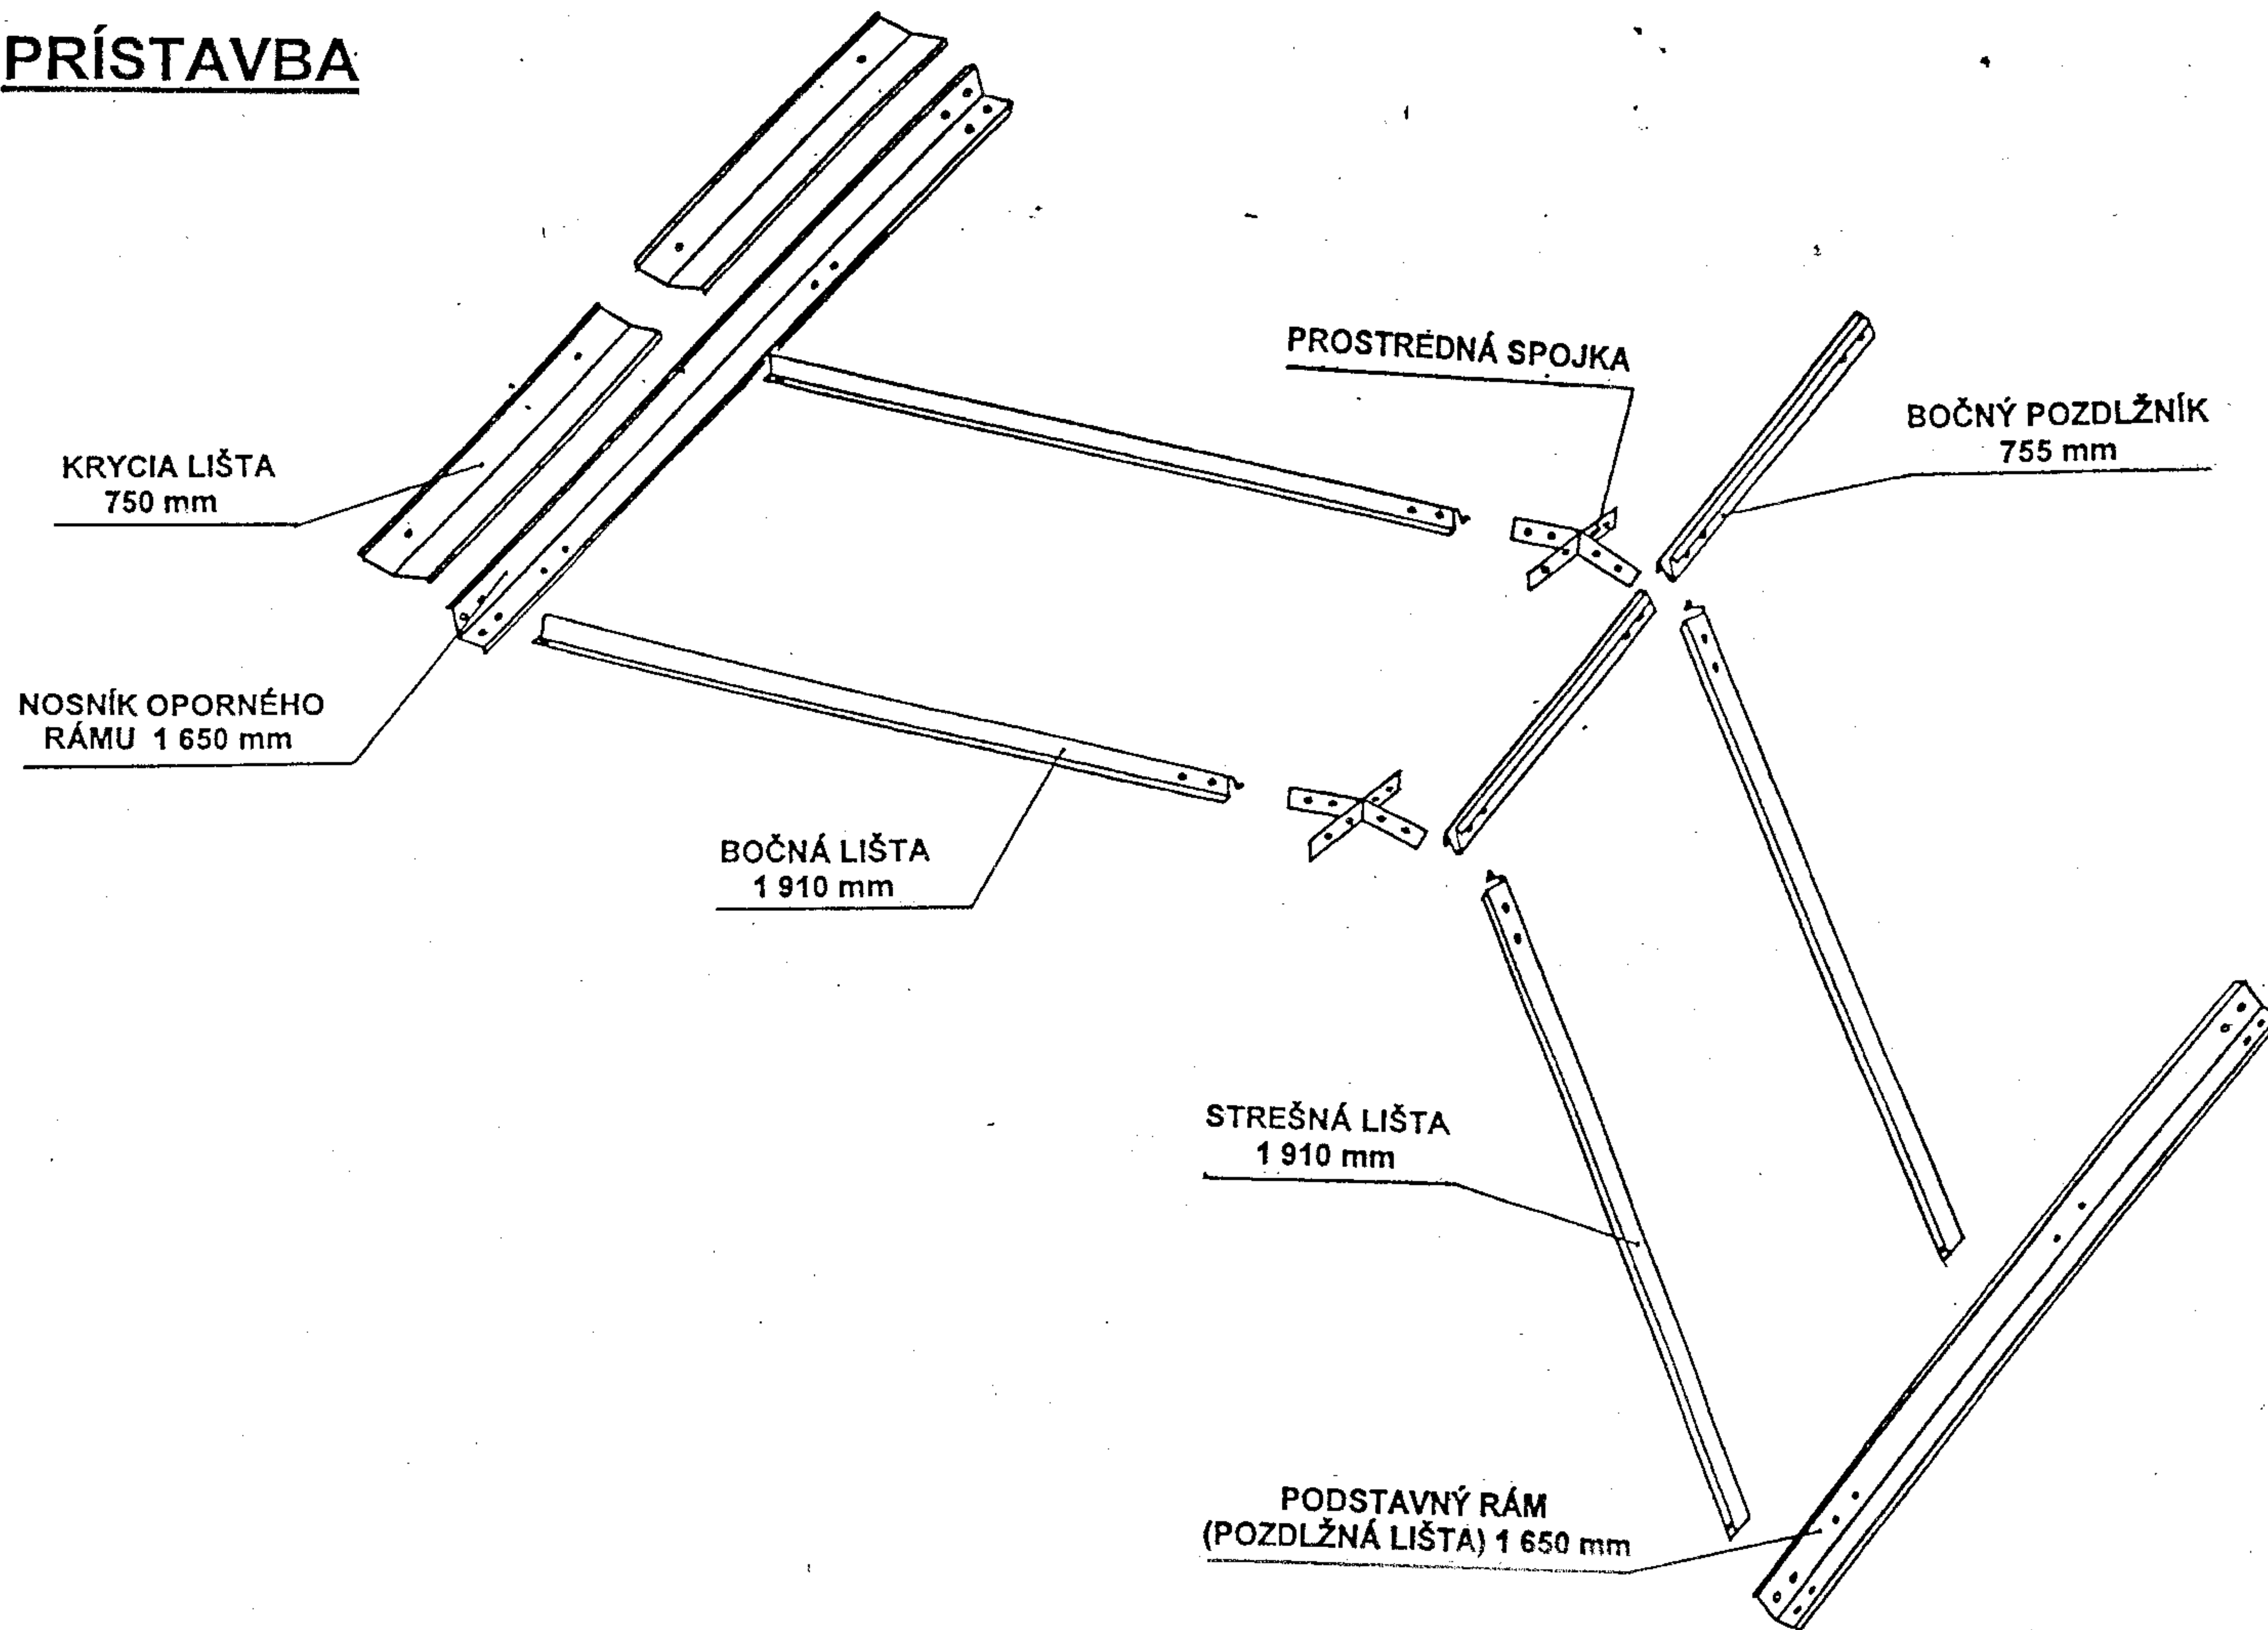 PRÍSTAVBA
PROSTREDNÁ SPOJKA
BOČNÝ POZDLŽNÍK
755 mm
KRYCIA LIŠTA
750 mm
NOSNÍK OPORNÉHO
RÁMU 1 650 mm
BOČNÁ LIŠTA
1 910 mm
STREŠNÁ LIŠTA
1 910 mm
PODSTAVNÝ RÁM
(POZDLŽNÁ LIŠTA) 1 650 mm